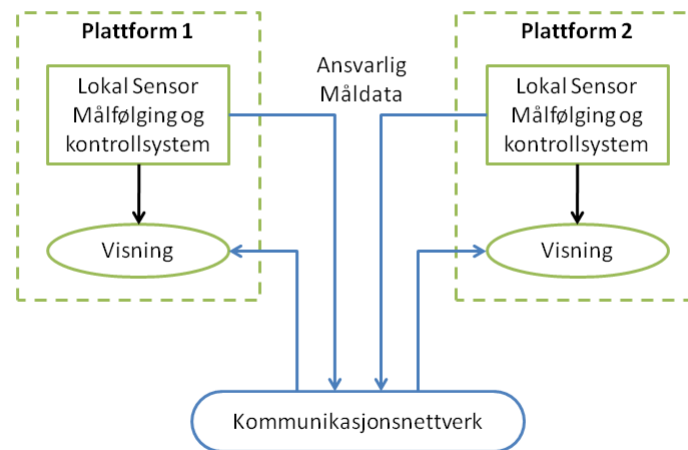 Plattform 1
Lokal Sensor
Målfølging og
kontrollsystem
Visning
Ansvarlig
Måldata
Plattform 2
Lokal Sensor
Målfølging og
kontrollsystem
Visning
Kommunikasjonsnettverk